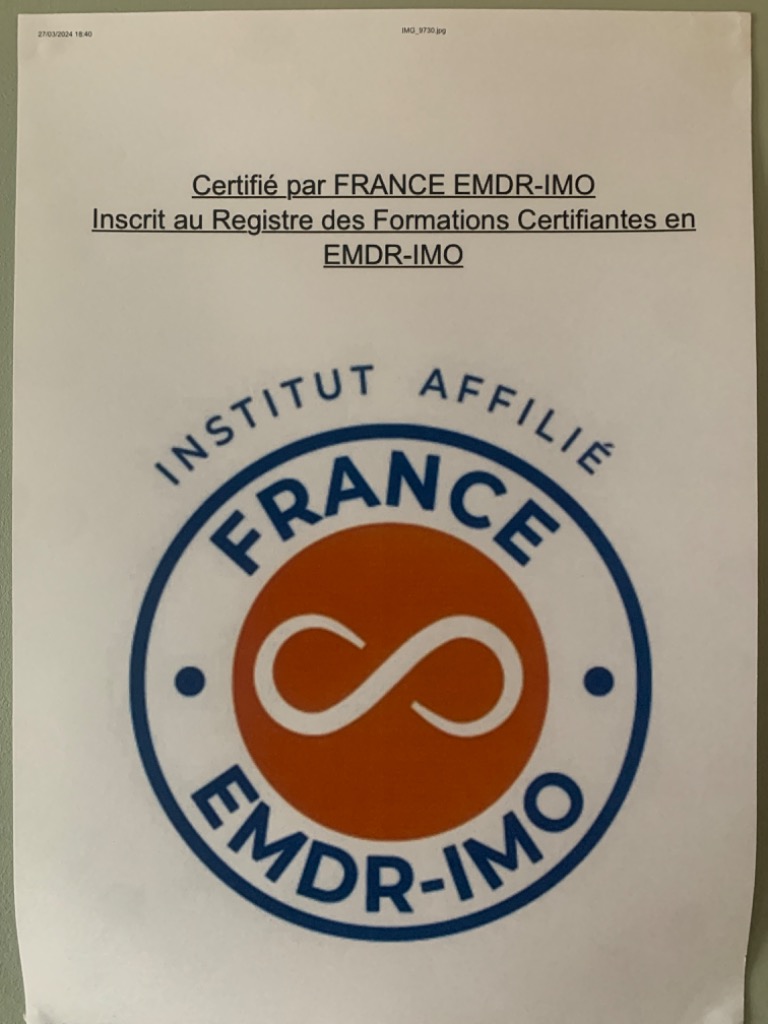 27/03/2024 18:40
IMG_9730.jpg
Certifié par FRANCE EMDR-IMO
Inscrit au Registre des Formations Certifiantes en
EMDR-IMO
INSTITUT AFFILIÉ
FRANCE
EMDR-IMO